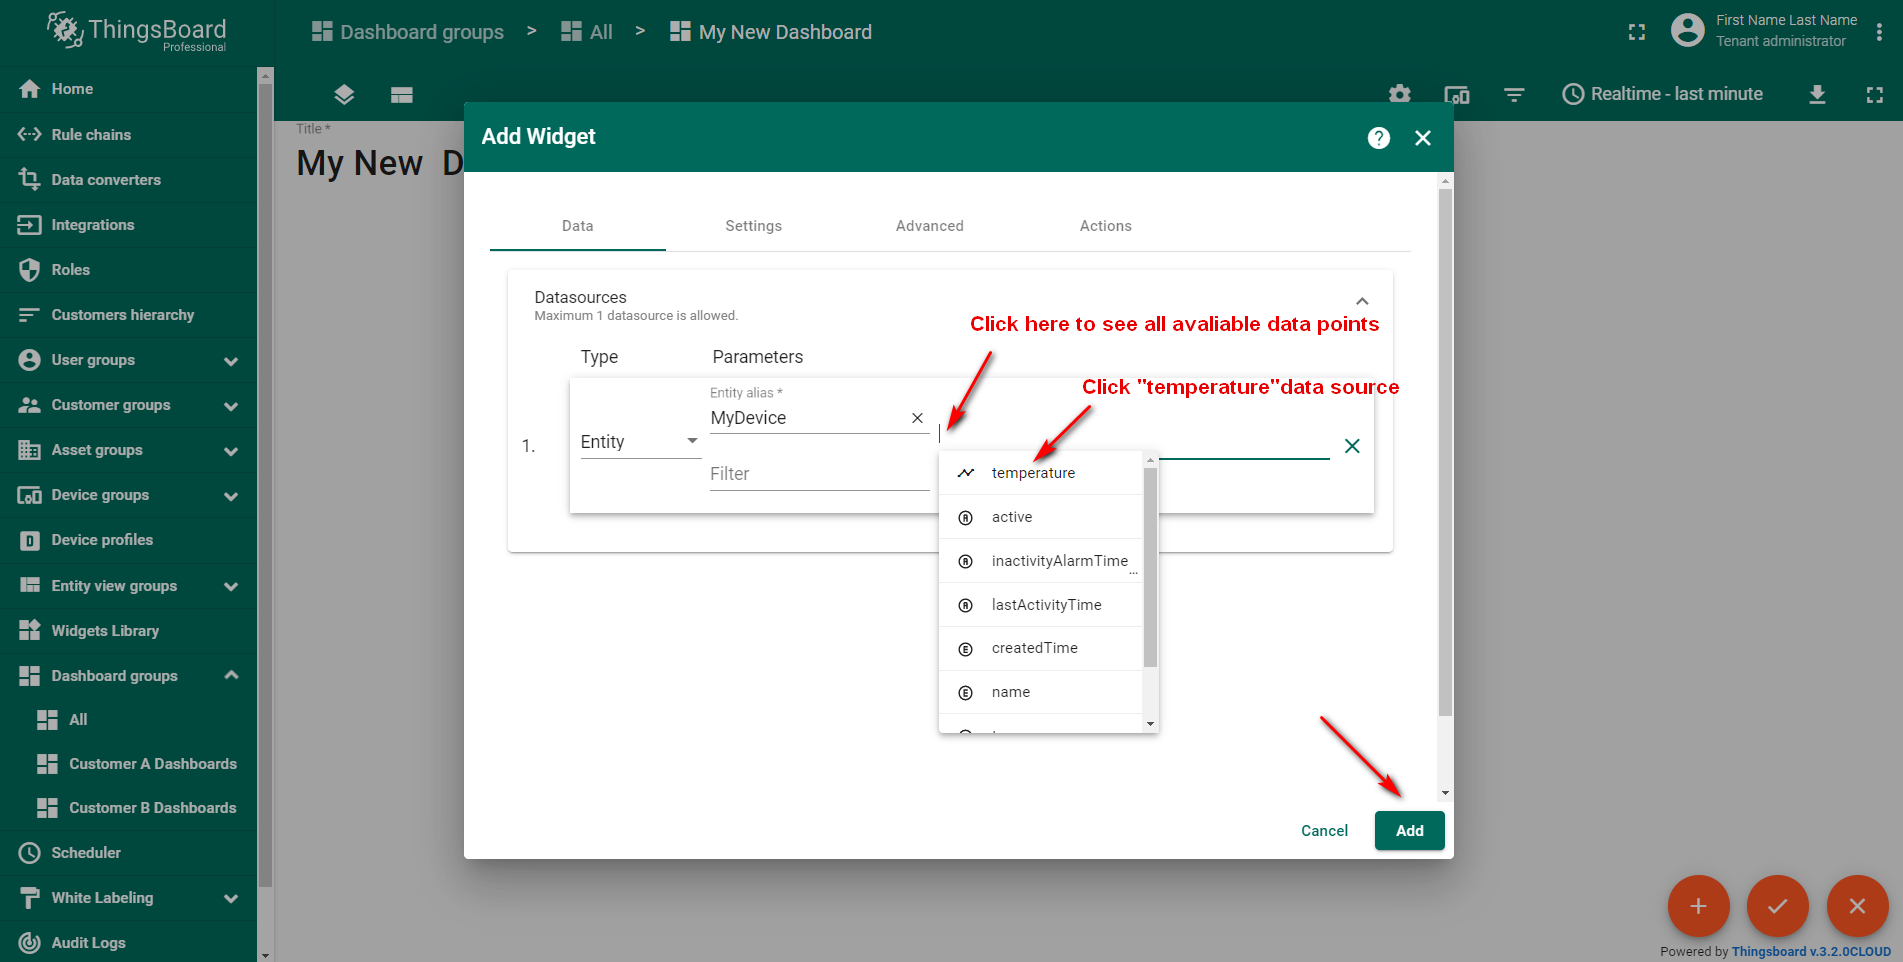 ThingsBoard
Professional
Dashboard groups > All > My New Dashboard
First Name Last Name
Tenant administrator
Home
Rule chains
Data converters
Integrations
Roles
Customers hierarchy
User groups
Customer groups
Asset groups
Device groups
Device profiles
Entity view groups
Widgets Library
Dashboard groups
All
Customer A Dashboards
Customer B Dashboards
Scheduler
White Labeling
Audit Logs
Realtime - last minute
Title *
My New D
Add Widget
Data
Settings
Advanced
Actions
Datasources
Maximum 1 datasource is allowed.
Click here to see all avaliable data points
Type
Parameters
Click "temperature"data source
1.
Entity
Entity alias *
MyDevice
Filter
temperature
active
inactivityAlarmTime...
lastActivityTime
createdTime
name
Cancel
Add
Powered by Thingsboard v.3.2.0CLOUD